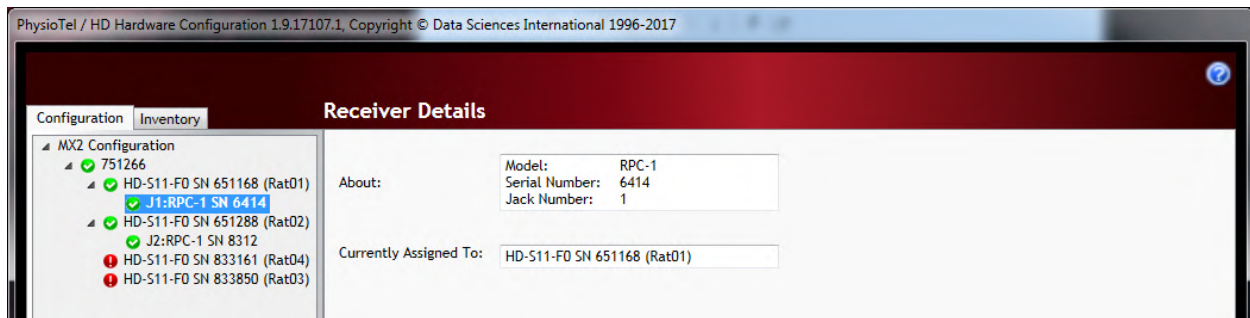 PhysioTel / HD Hardware Configuration 1.9.17107.1, Copyright © Data Sciences International 1996-2017
Configuration
Inventory
Receiver Details
MX2 Configuration
751266
HD-S11-F0 SN 651168 (Rat01)
J1:RPC-1 SN 6414
HD-S11-F0 SN 651288 (Rat02)
J2:RPC-1 SN 8312
HD-S11-F0 SN 833161 (Rat04)
HD-S11-F0 SN 833850 (Rat03)
About:
Model: RPC-1
Serial Number: 6414
Jack Number: 1
Currently Assigned To:
HD-S11-F0 SN 651168 (Rat01)